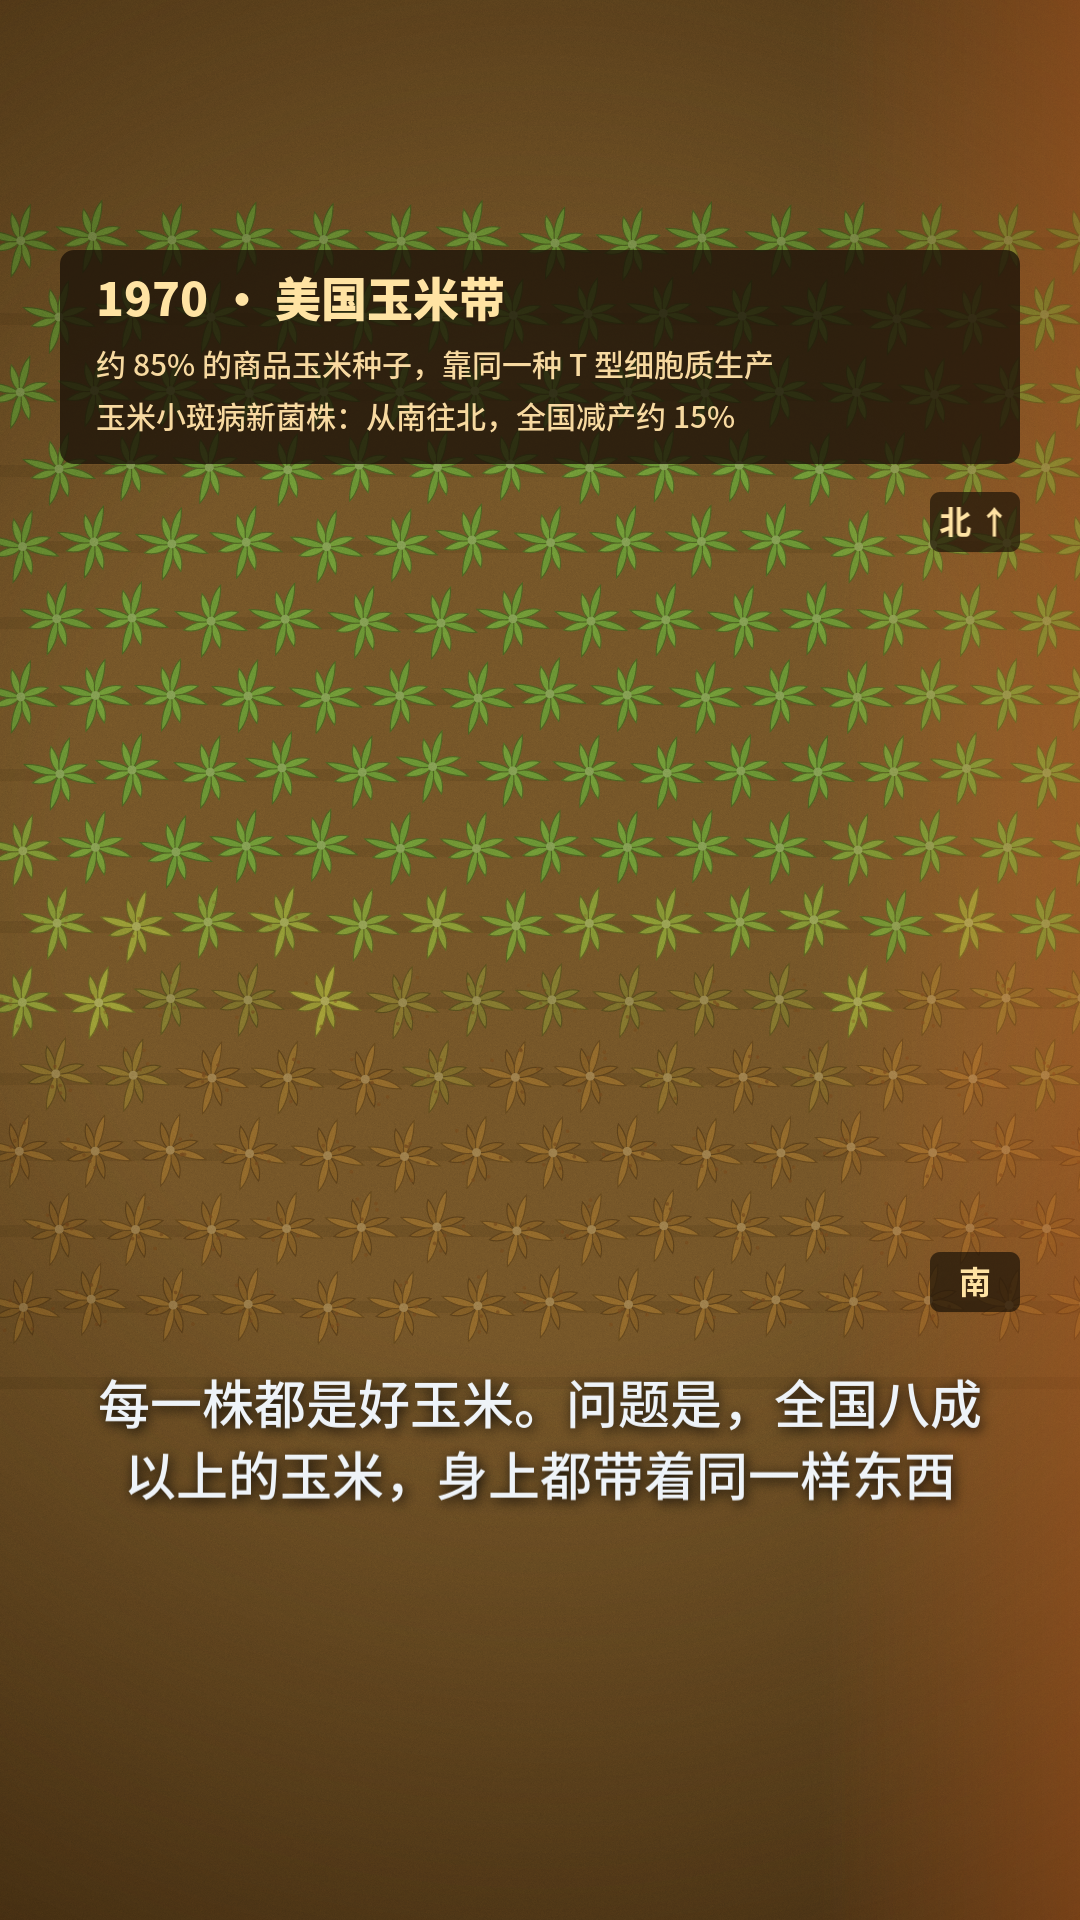 1970 · 美国玉米带
约 85% 的商品玉米种子，靠同一种 T 型细胞质生产
玉米小斑病新菌株：从南往北，全国减产约 15%
北 ↑
南
每一株都是好玉米。问题是，全国八成
以上的玉米，身上都带着同一样东西